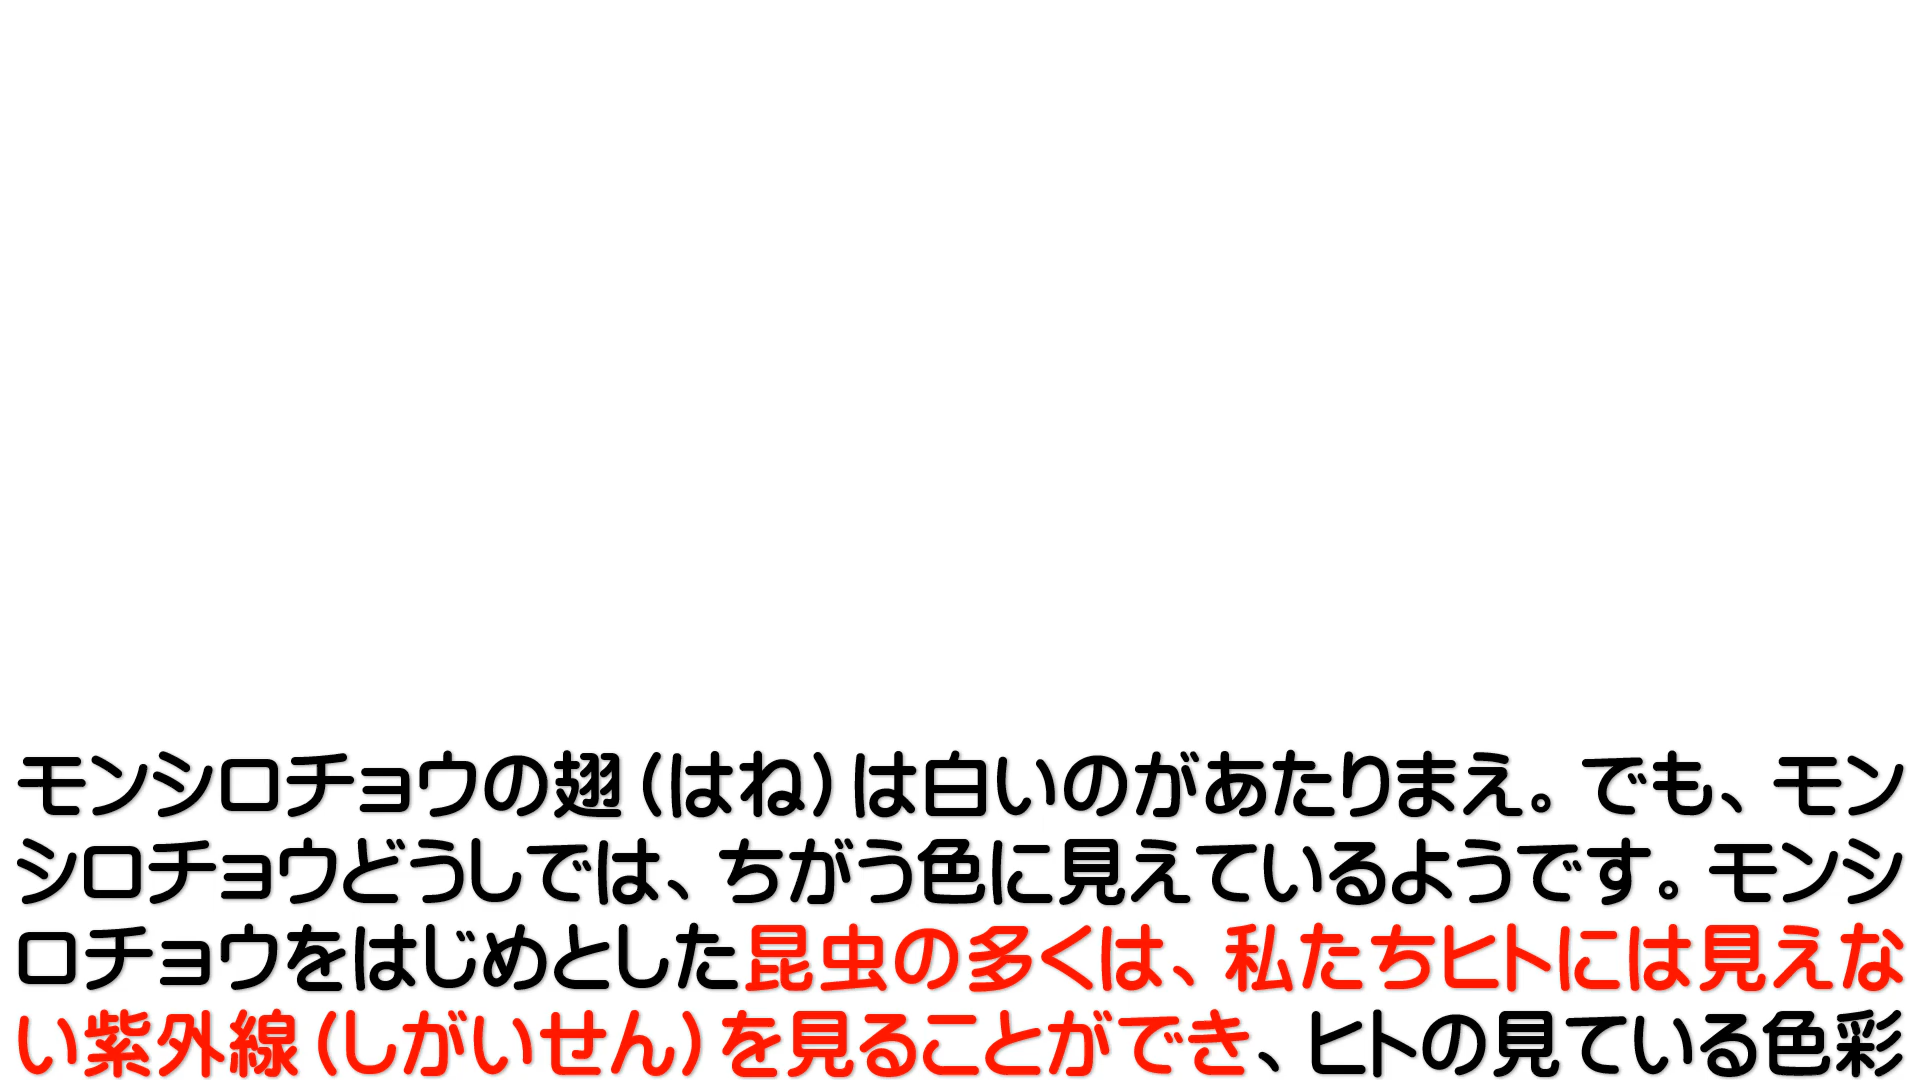 モンシロチョウの翅(はね)は白いのがあたりまえ。でも、モン
シロチョウどうしでは、ちがう色に見えているようです。モンシ
ロチョウをはじめとした昆虫の多くは、私たちヒトには見えな
い紫外線(しがいせん)を見ることができ、ヒトの見ている色彩